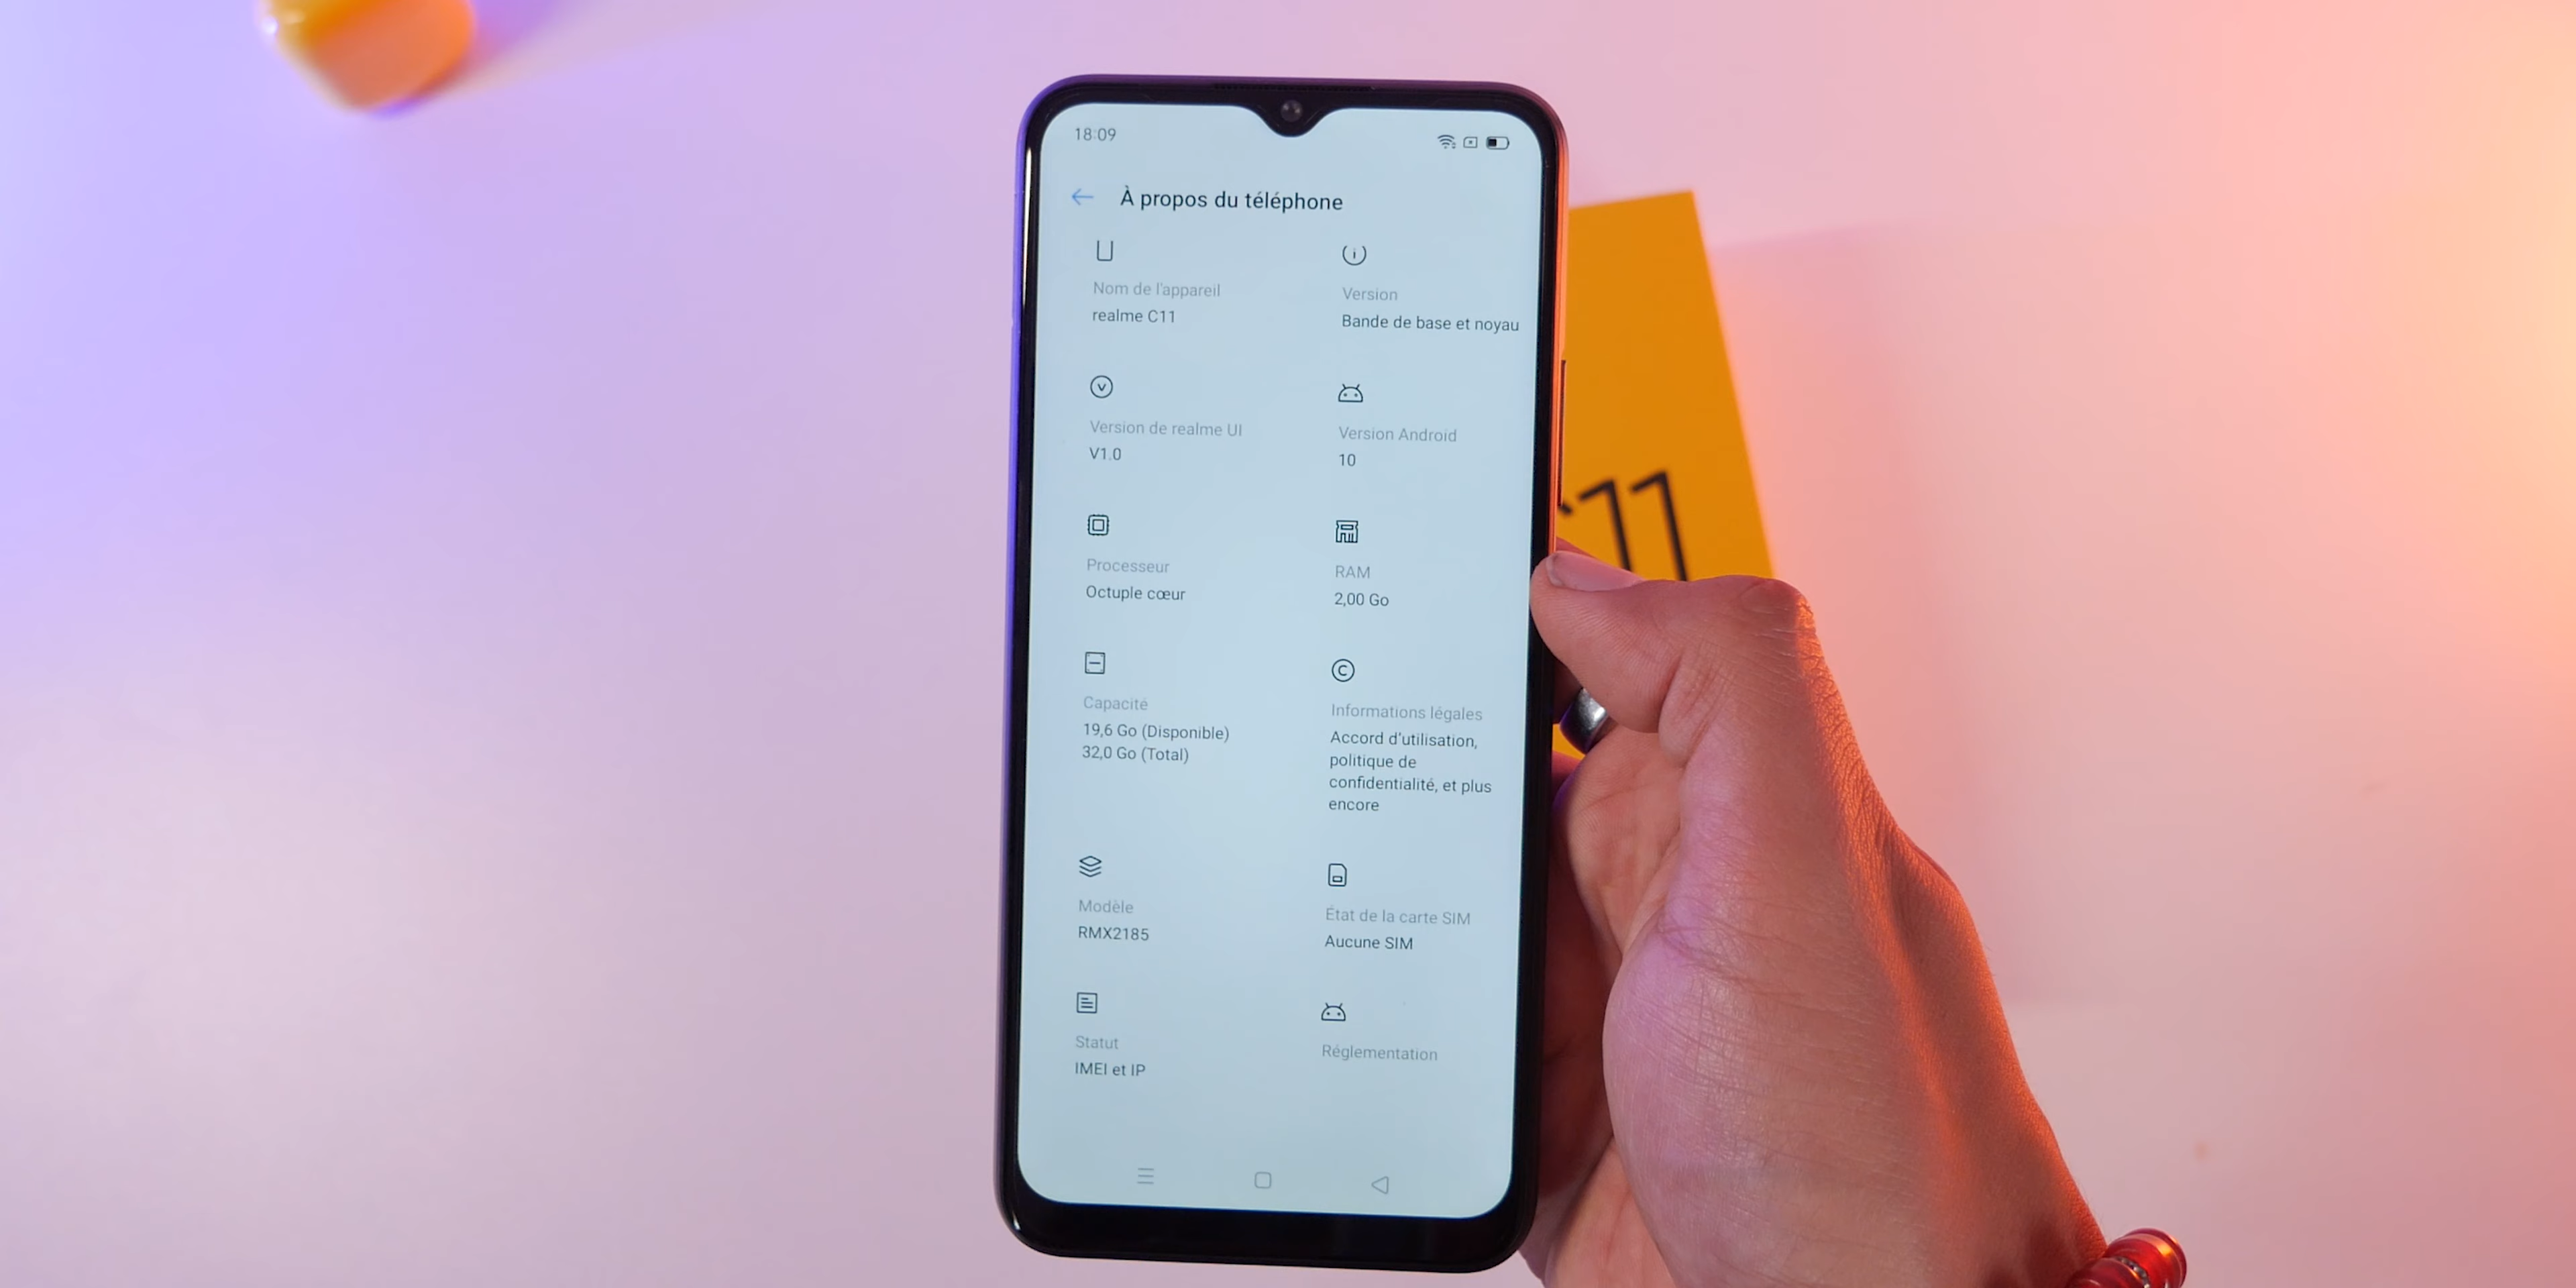 18:09
À propos du téléphone
Nom de l'appareil
realme C11
Version
Bande de base et noyau
Version de realme UI
V1.0
Version Android
10
Processeur
Octuple cœur
RAM
2,00 Go
Capacité
19,6 Go (Disponible)
32,0 Go (Total)
Informations légales
Accord d'utilisation,
politique de
confidentialité, et plus
encore
Modèle
RMX2185
État de la carte SIM
Aucune SIM
Statut
IMEI et IP
Réglementation
11